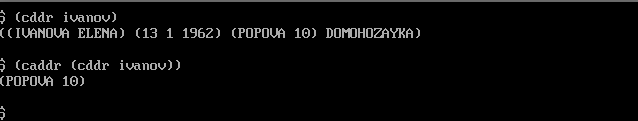 $ (cddr ivanov)
((IVANOVA ELENA) (13 1 1962) (POPOVA 10) DOMOHOZAYKA)
$ (caddr (cddr ivanov))
(POPOVA 10)
$